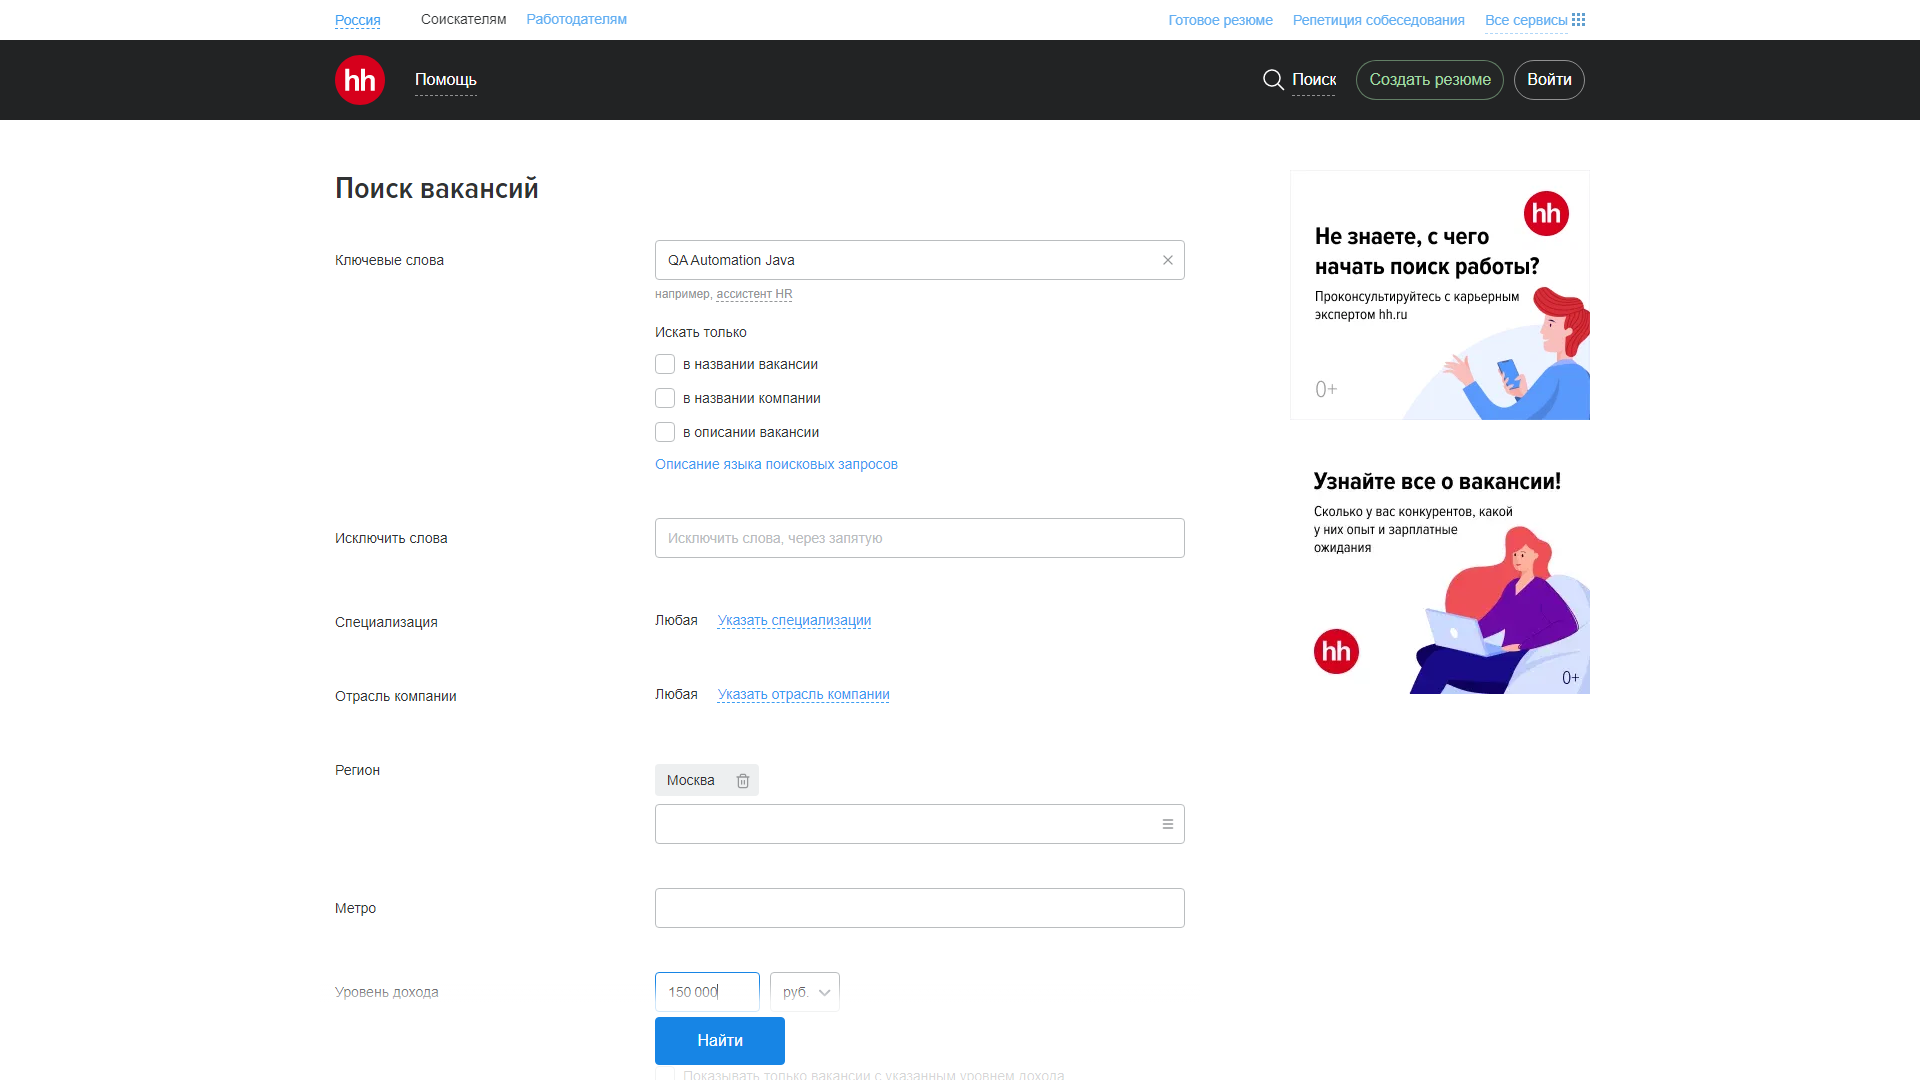 Россия Соискателям Работодателям Готовое резюме Репетиция собеседования Все сервисы
hh Помощь Поиск Создать резюме Войти
Поиск вакансий
Ключевые слова
QA Automation Java
например, ассистент HR
Искать только
в названии вакансии
в названии компании
в описании вакансии
Описание языка поисковых запросов
Исключить слова
Исключить слова, через запятую
Специализация
Любая Указать специализации
Отрасль компании
Любая Указать отрасль компании
Регион
Москва
Метро
Уровень дохода
150 000 руб.
Найти
Показывать только вакансии с указанным уровнем дохода
hh
Не знаете, с чего
начать поиск работы?
Проконсультируйтесь с карьерным
экспертом hh.ru
0+
Узнайте все о вакансии!
Сколько у вас конкурентов, какой
у них опыт и зарплатные
ожидания
hh
0+